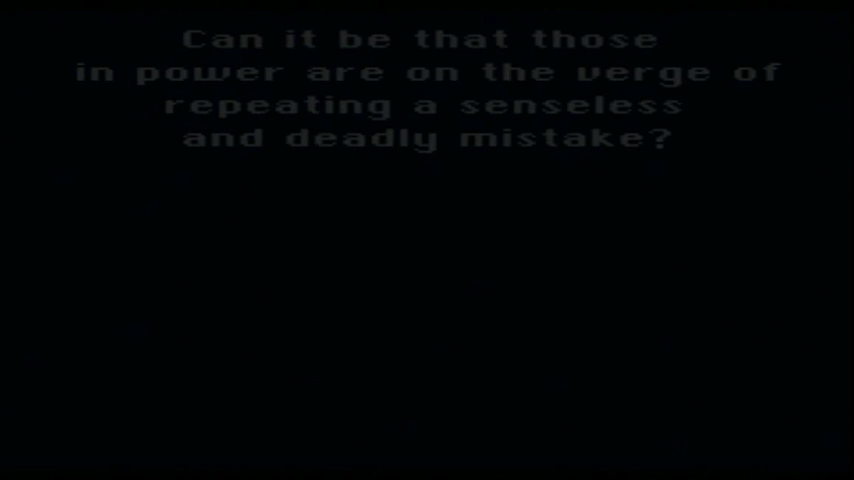 Can it be that those
in power are on the verge of
repeating a senseless
and deadly mistake?